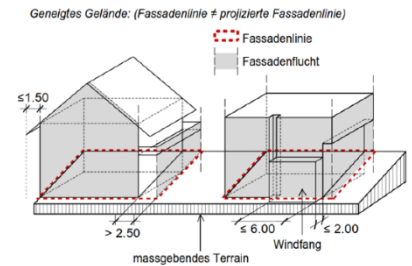 Geneigtes Gelände: (Fassadenlinie ≠ projizierte Fassadenlinie)
Fassadenlinie
Fassadenflucht
≤1.50
> 2.50
≤ 6.00
≤ 2.00
Windfang
massgebendes Terrain